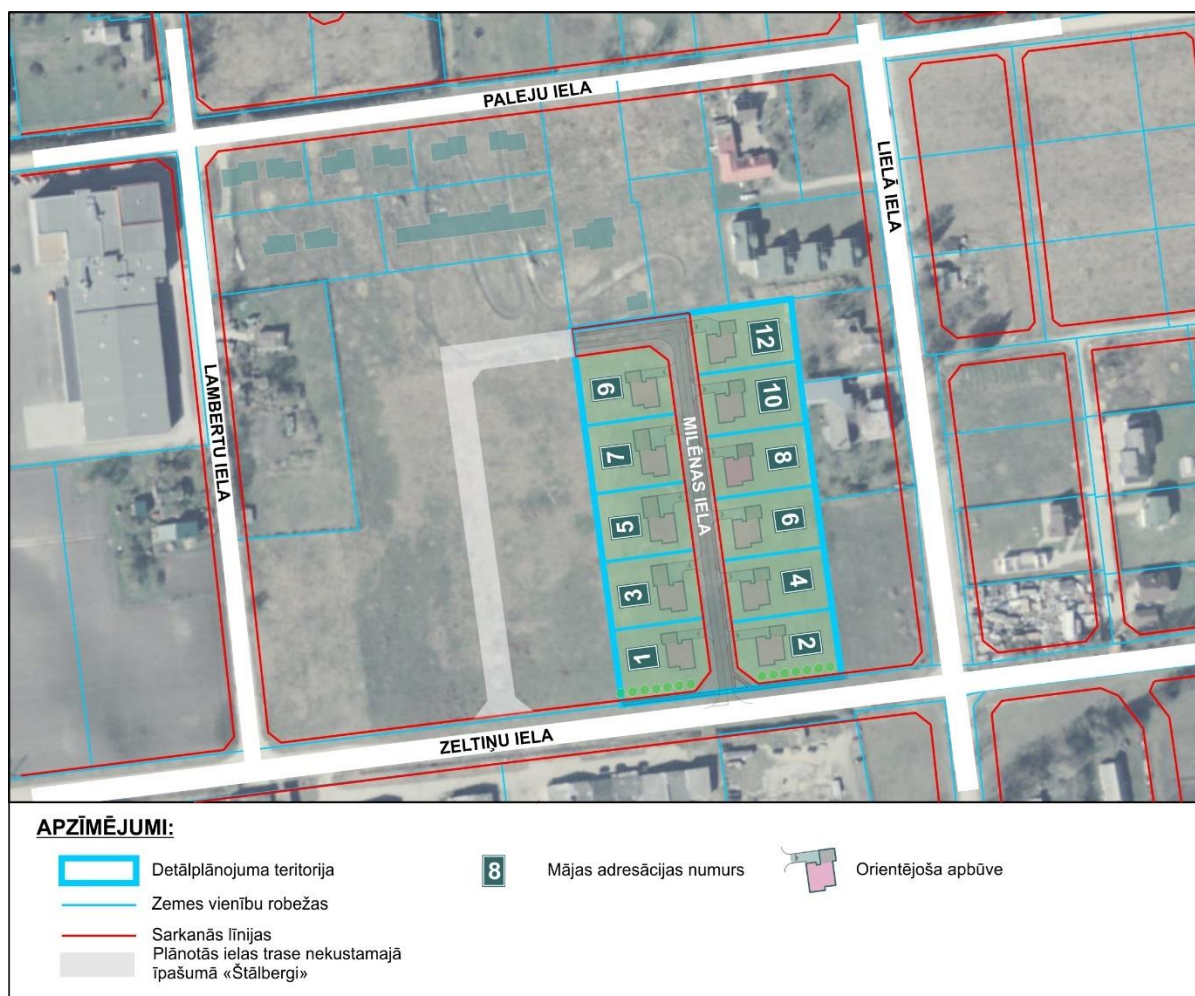 PALEJU IELA
LIELĀ IELA
LAMBERTU IELA
MILĒNAS IELA
12
9
10
7
8
5
6
3
4
1
2
ZELTIŅU IELA
APZĪMĒJUMI:
Detālplānojuma teritorija
8 Mājas adresācijas numurs
Orientējoša apbūve
Zemes vienību robežas
Sarkanās līnijas
Plānotās ielas trase nekustamajā
īpašumā «Štālbergi»